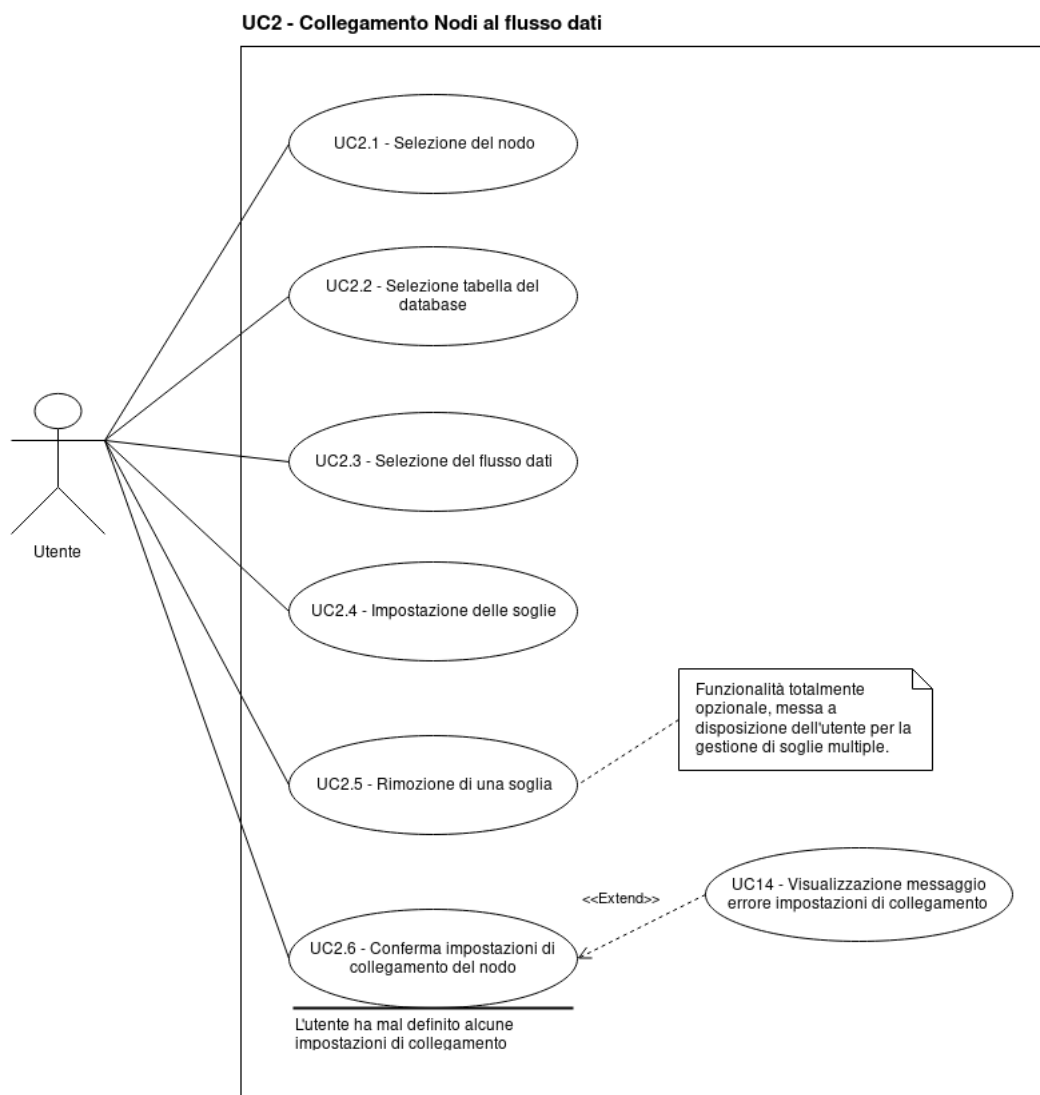 UC2 - Collegamento Nodi al flusso dati
UC2.1 - Selezione del nodo
UC2.2 - Selezione tabella del
database
UC2.3 - Selezione del flusso dati
Utente
UC2.4 - Impostazione delle soglie
Funzionalità totalmente
opzionale, messa a
disposizione dell'utente per la
gestione di soglie multiple.
UC2.5 - Rimozione di una soglia
UC14 - Visualizzazione messaggio
errore impostazioni di collegamento
<<Extend>>
UC2.6 - Conferma impostazioni di
collegamento del nodo
L'utente ha mal definito alcune
impostazioni di collegamento